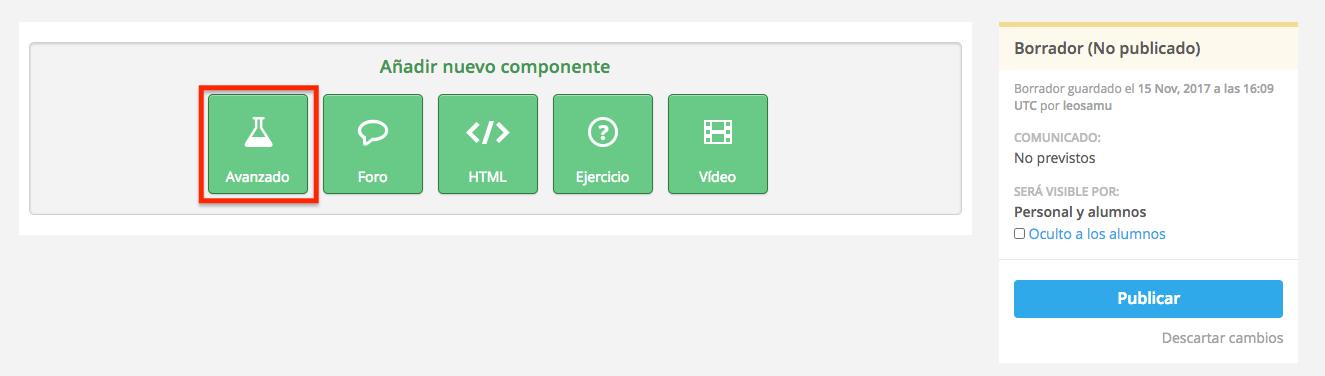 Añadir nuevo componente
Avanzado
Foro
</>
HTML
?
Ejercicio
Vídeo
Borrador (No publicado)
Borrador guardado el 15 Nov, 2017 a las 16:09
UTC por leosamu
COMUNICADO:
No previstos
SERÁ VISIBLE POR:
Personal y alumnos
Oculto a los alumnos
Publicar
Descartar cambios